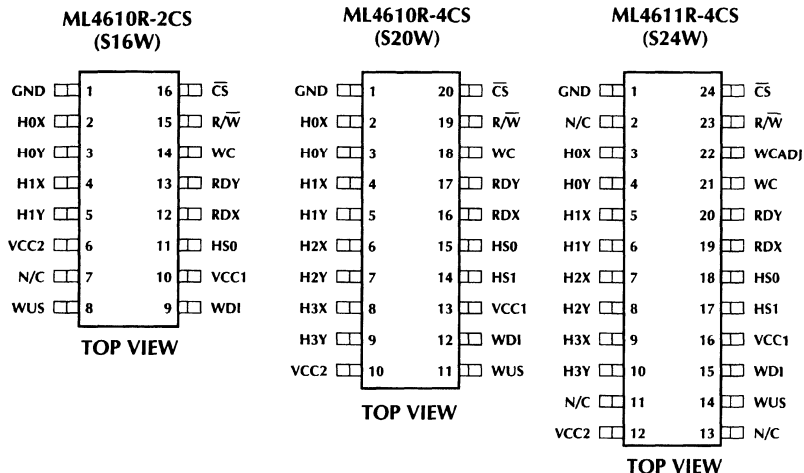 ML4610R-2CS
(S16W)
GND 1 16 C̅S̅
H0X 2 15 R/W̅
H0Y 3 14 WC
H1X 4 13 RDY
H1Y 5 12 RDX
VCC2 6 11 HS0
N/C 7 10 VCC1
WUS 8 9 WDI
TOP VIEW
ML4610R-4CS
(S20W)
GND 1 20 C̅S̅
H0X 2 19 R/W̅
H0Y 3 18 WC
H1X 4 17 RDY
H1Y 5 16 RDX
H2X 6 15 HS0
H2Y 7 14 HS1
H3X 8 13 VCC1
H3Y 9 12 WDI
VCC2 10 11 WUS
TOP VIEW
ML4611R-4CS
(S24W)
GND 1 24 C̅S̅
N/C 2 23 R/W̅
H0X 3 22 WCADJ
H0Y 4 21 WC
H1X 5 20 RDY
H1Y 6 19 RDX
H2X 7 18 HS0
H2Y 8 17 HS1
H3X 9 16 VCC1
H3Y 10 15 WDI
N/C 11 14 WUS
VCC2 12 13 N/C
TOP VIEW